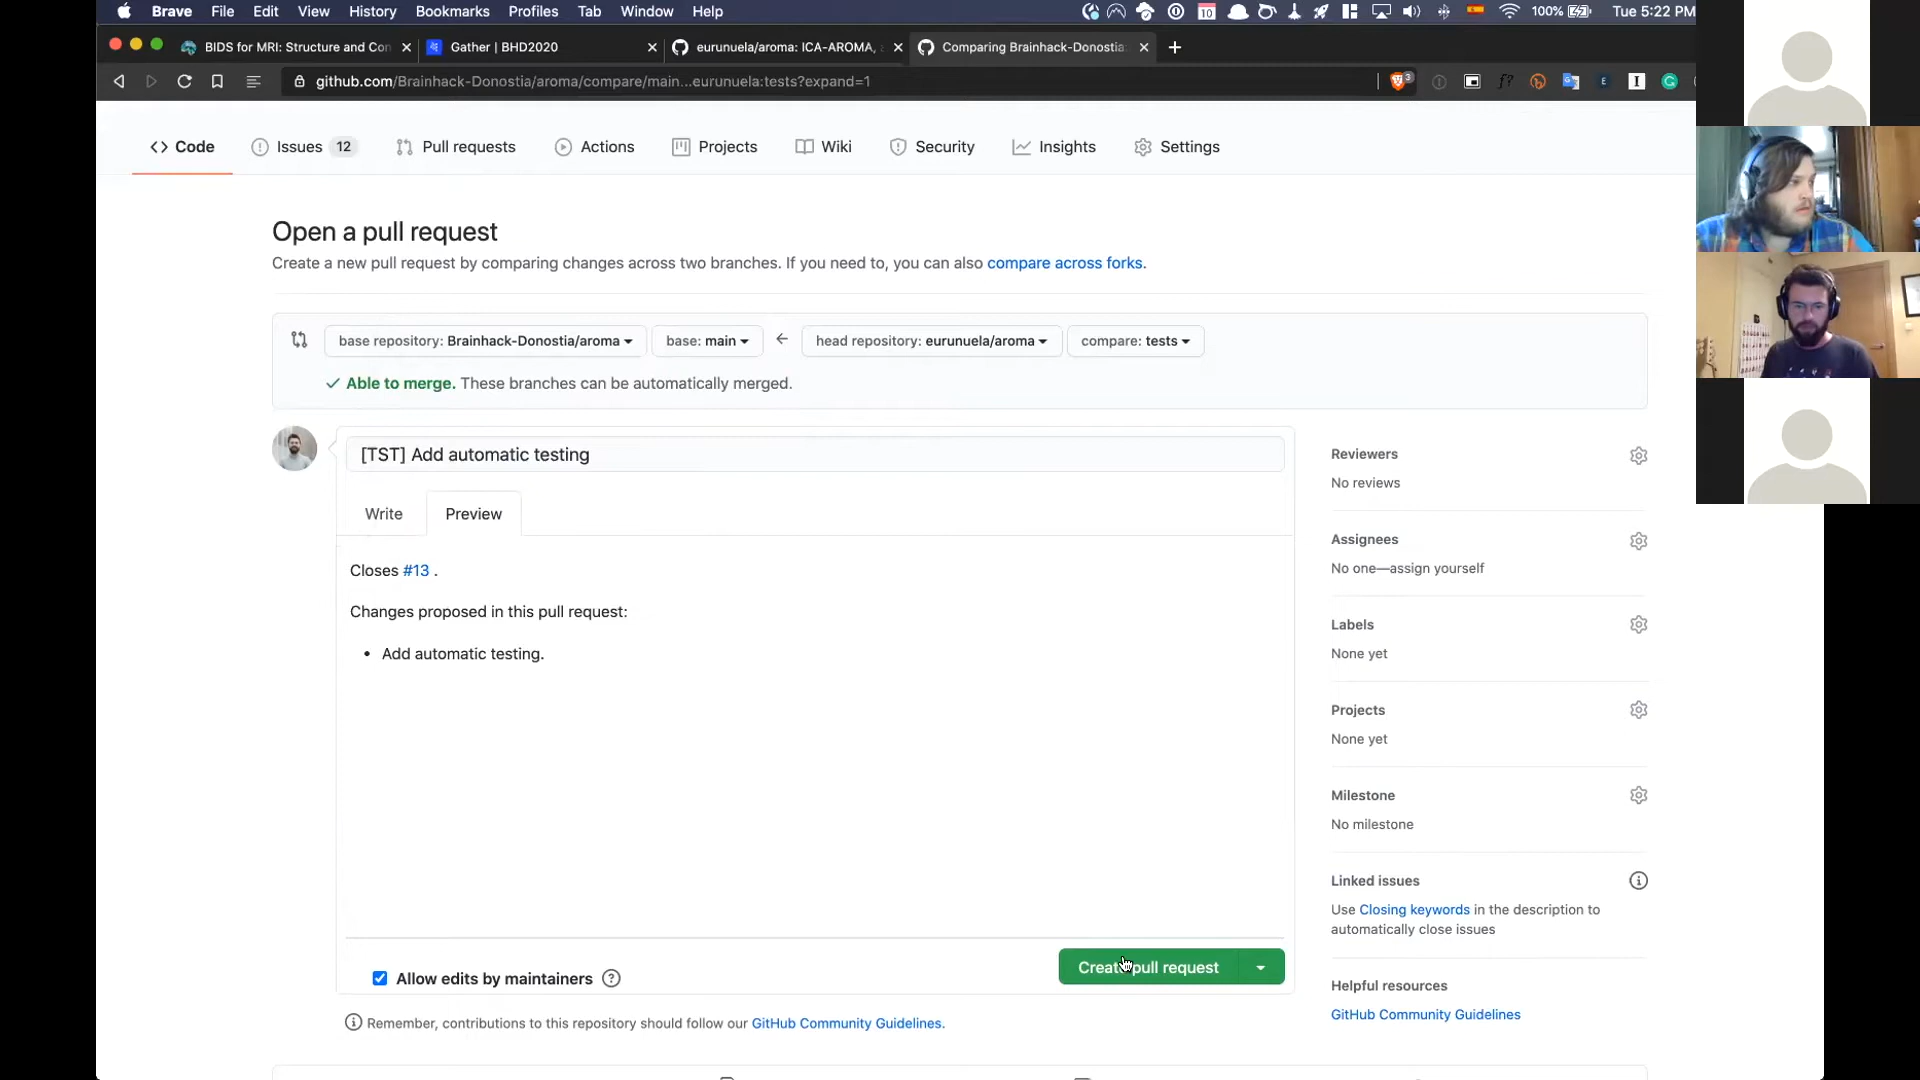 Brave File Edit View History Bookmarks Profiles Tab Window Help 10 100% Tue 5:22 PM
BIDS for MRI: Structure and Con Gather | BHD2020 eurunuela/aroma: ICA-AROMA, Comparing Brainhack-Donostia:
github.com/Brainhack-Donostia/aroma/compare/main...eurunuela:tests?expand=1 3
Code Issues 12 Pull requests Actions Projects Wiki Security Insights Settings
Open a pull request
Create a new pull request by comparing changes across two branches. If you need to, you can also compare across forks.
base repository: Brainhack-Donostia/aroma base: main head repository: eurunuela/aroma compare: tests
Able to merge. These branches can be automatically merged.
[TST] Add automatic testing
Write Preview
Closes #13 .
Changes proposed in this pull request:
• Add automatic testing.
Allow edits by maintainers
Create pull request
Remember, contributions to this repository should follow our GitHub Community Guidelines.
Reviewers
No reviews
Assignees
No one—assign yourself
Labels
None yet
Projects
None yet
Milestone
No milestone
Linked issues
Use Closing keywords in the description to
automatically close issues
Helpful resources
GitHub Community Guidelines